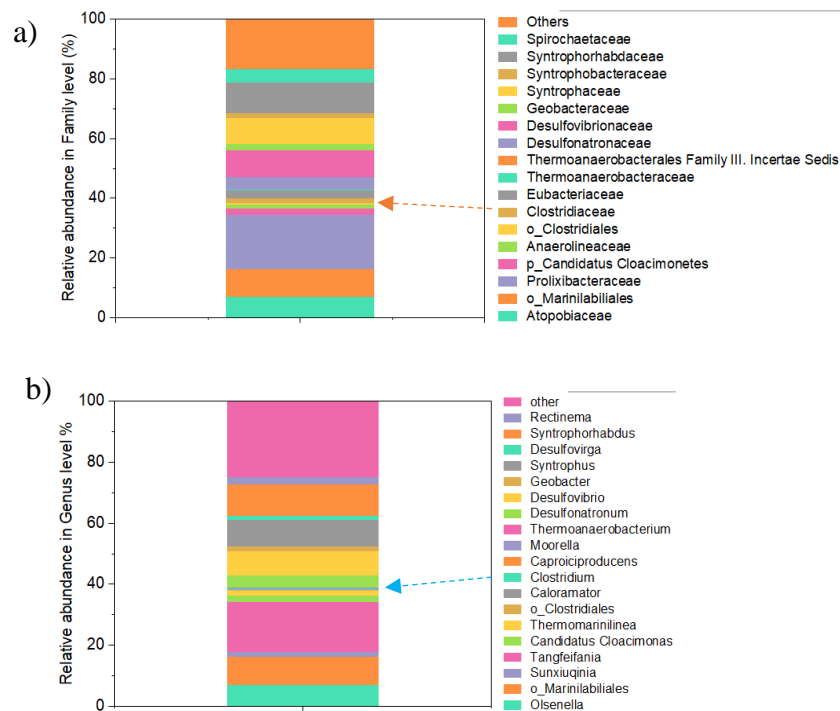 a)
Relative abundance in Family level (%)
100
80
60
40
20
0
Others
Spirochaetaceae
Syntrophorhabdaceae
Syntrophobacteraceae
Syntrophaceae
Geobacteraceae
Desulfovibrionaceae
Desulfonatronaceae
Thermoanaerobacterales Family III. Incertae Sedis
Thermoanaerobacteraceae
Eubacteriaceae
Clostridiaceae
o_Clostridiales
Anaerolineaceae
p_Candidatus Cloacimonetes
Prolixibacteraceae
o_Marinilabiliales
Atopobiaceae
b)
Relative abundance in Genus level %
100
80
60
40
20
0
other
Rectinema
Syntrophorhabdus
Desulfovirga
Syntrophus
Geobacter
Desulfovibrio
Desulfonatronum
Thermoanaerobacterium
Moorella
Caproiciproducens
Clostridium
Caloramator
o_Clostridiales
Thermomarinilinea
Candidatus Cloacimonas
Tangfeifania
Sunxiuqinia
o_Marinilabiliales
Olsenella